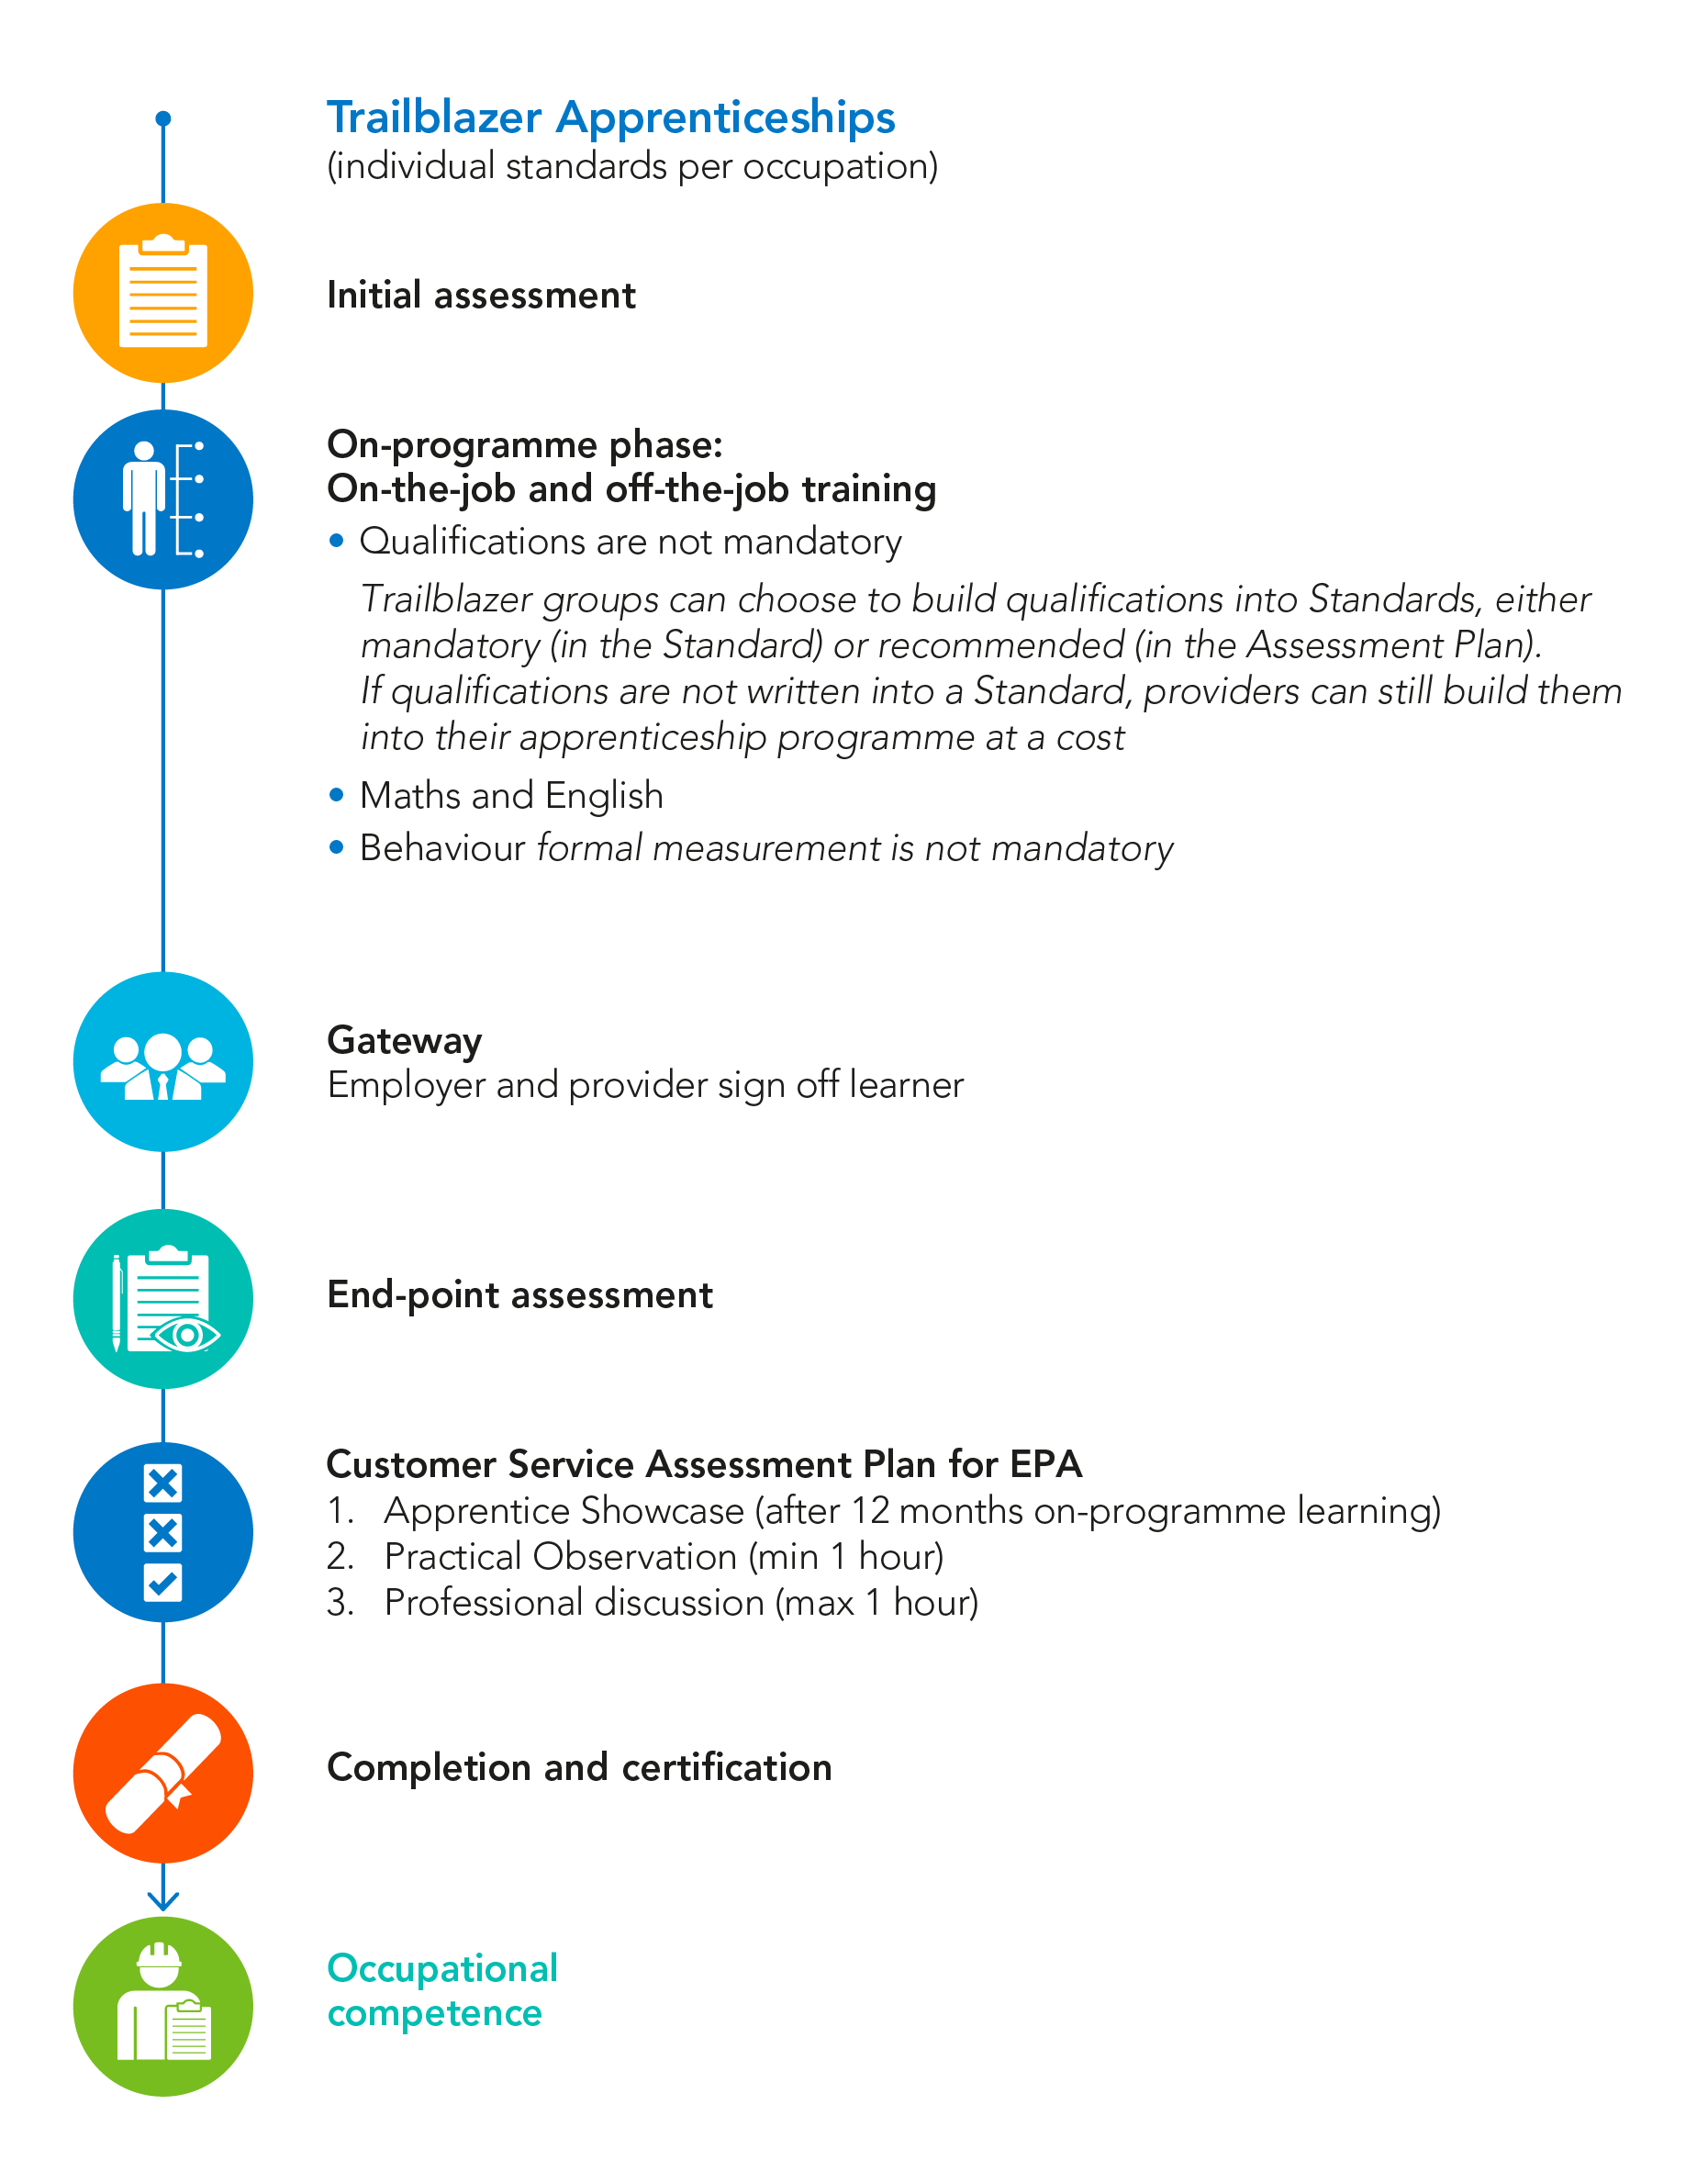 Trailblazer Apprenticeships
(individual standards per occupation)
Initial assessment
On-programme phase:
On-the-job and off-the-job training
• Qualifications are not mandatory
Trailblazer groups can choose to build qualifications into Standards, either
mandatory (in the Standard) or recommended (in the Assessment Plan).
If qualifications are not written into a Standard, providers can still build them
into their apprenticeship programme at a cost
• Maths and English
• Behaviour formal measurement is not mandatory
Gateway
Employer and provider sign off learner
End-point assessment
Customer Service Assessment Plan for EPA
1. Apprentice Showcase (after 12 months on-programme learning)
2. Practical Observation (min 1 hour)
3. Professional discussion (max 1 hour)
Completion and certification
Occupational
competence